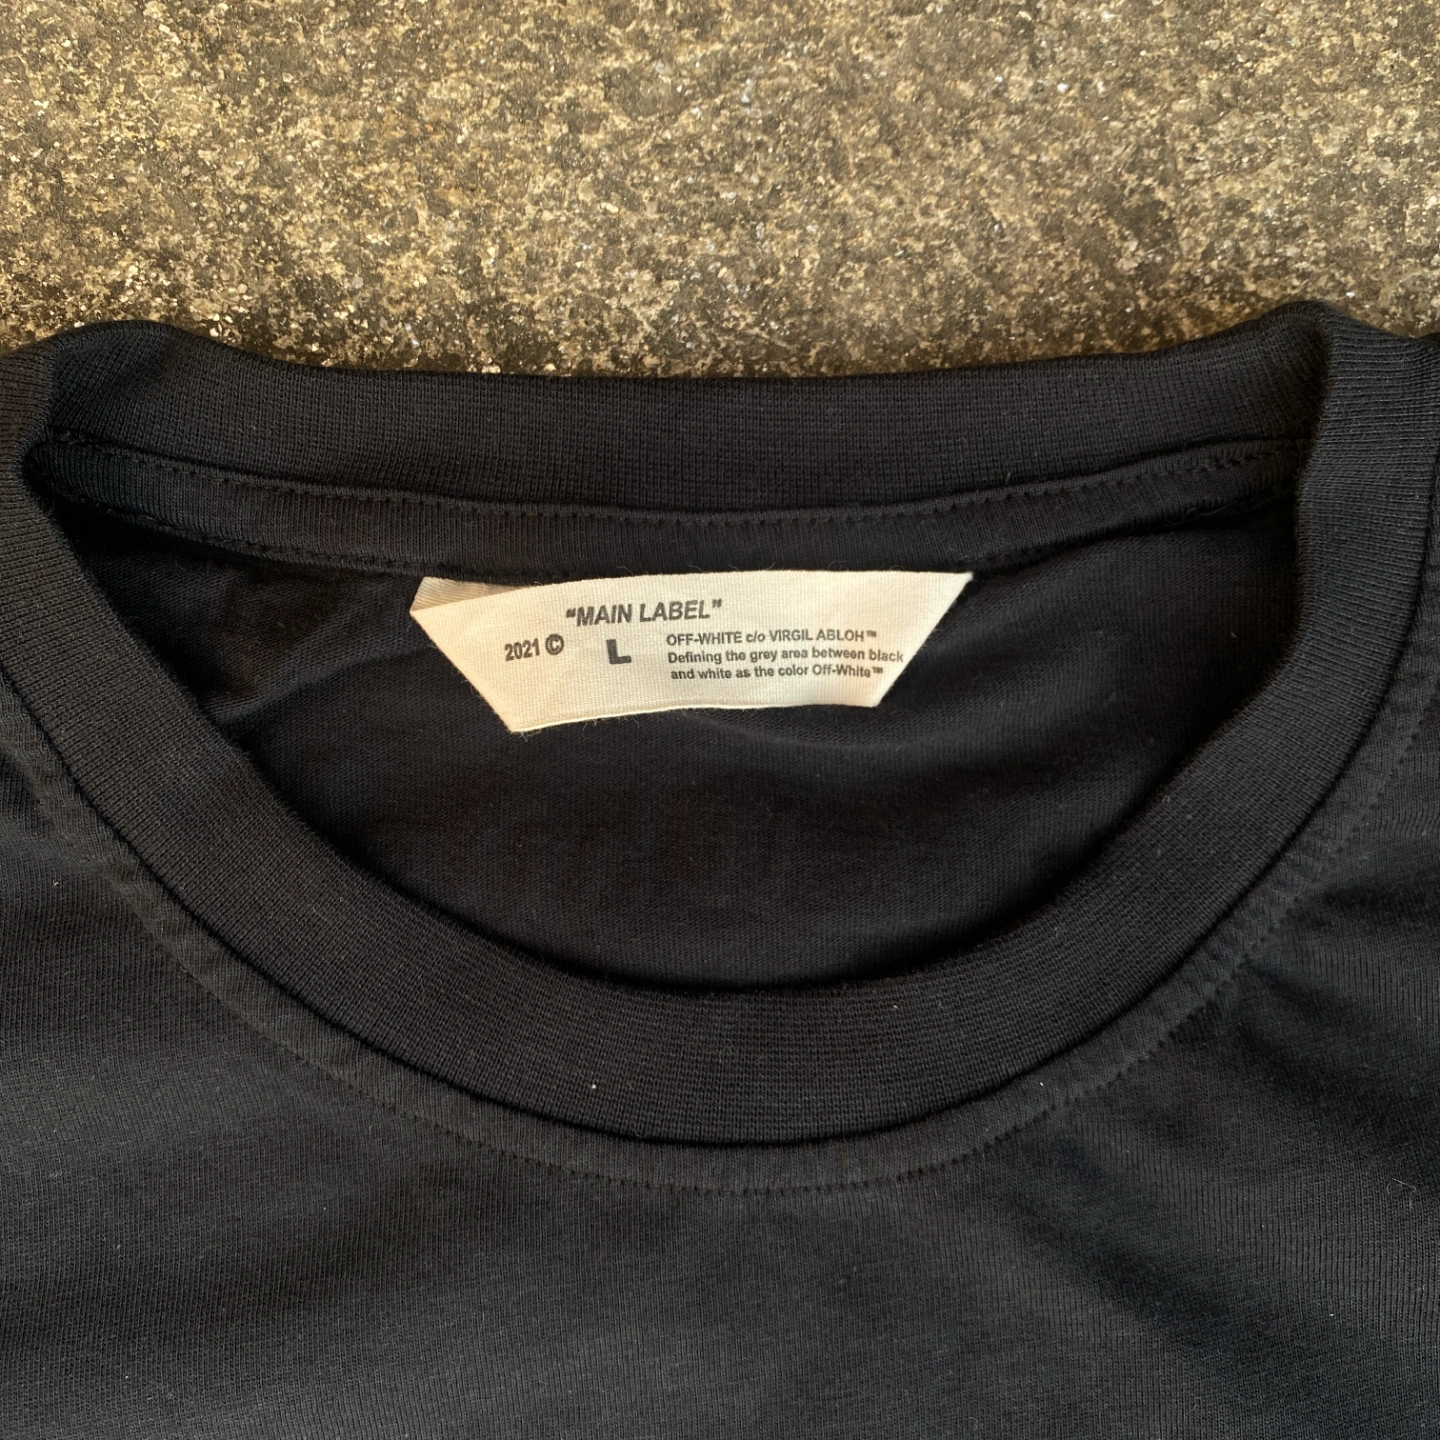 "MAIN LABEL"
2021 © L OFF-WHITE c/o VIRGIL ABLOH™
Defining the grey area between black
and white as the color Off-White™